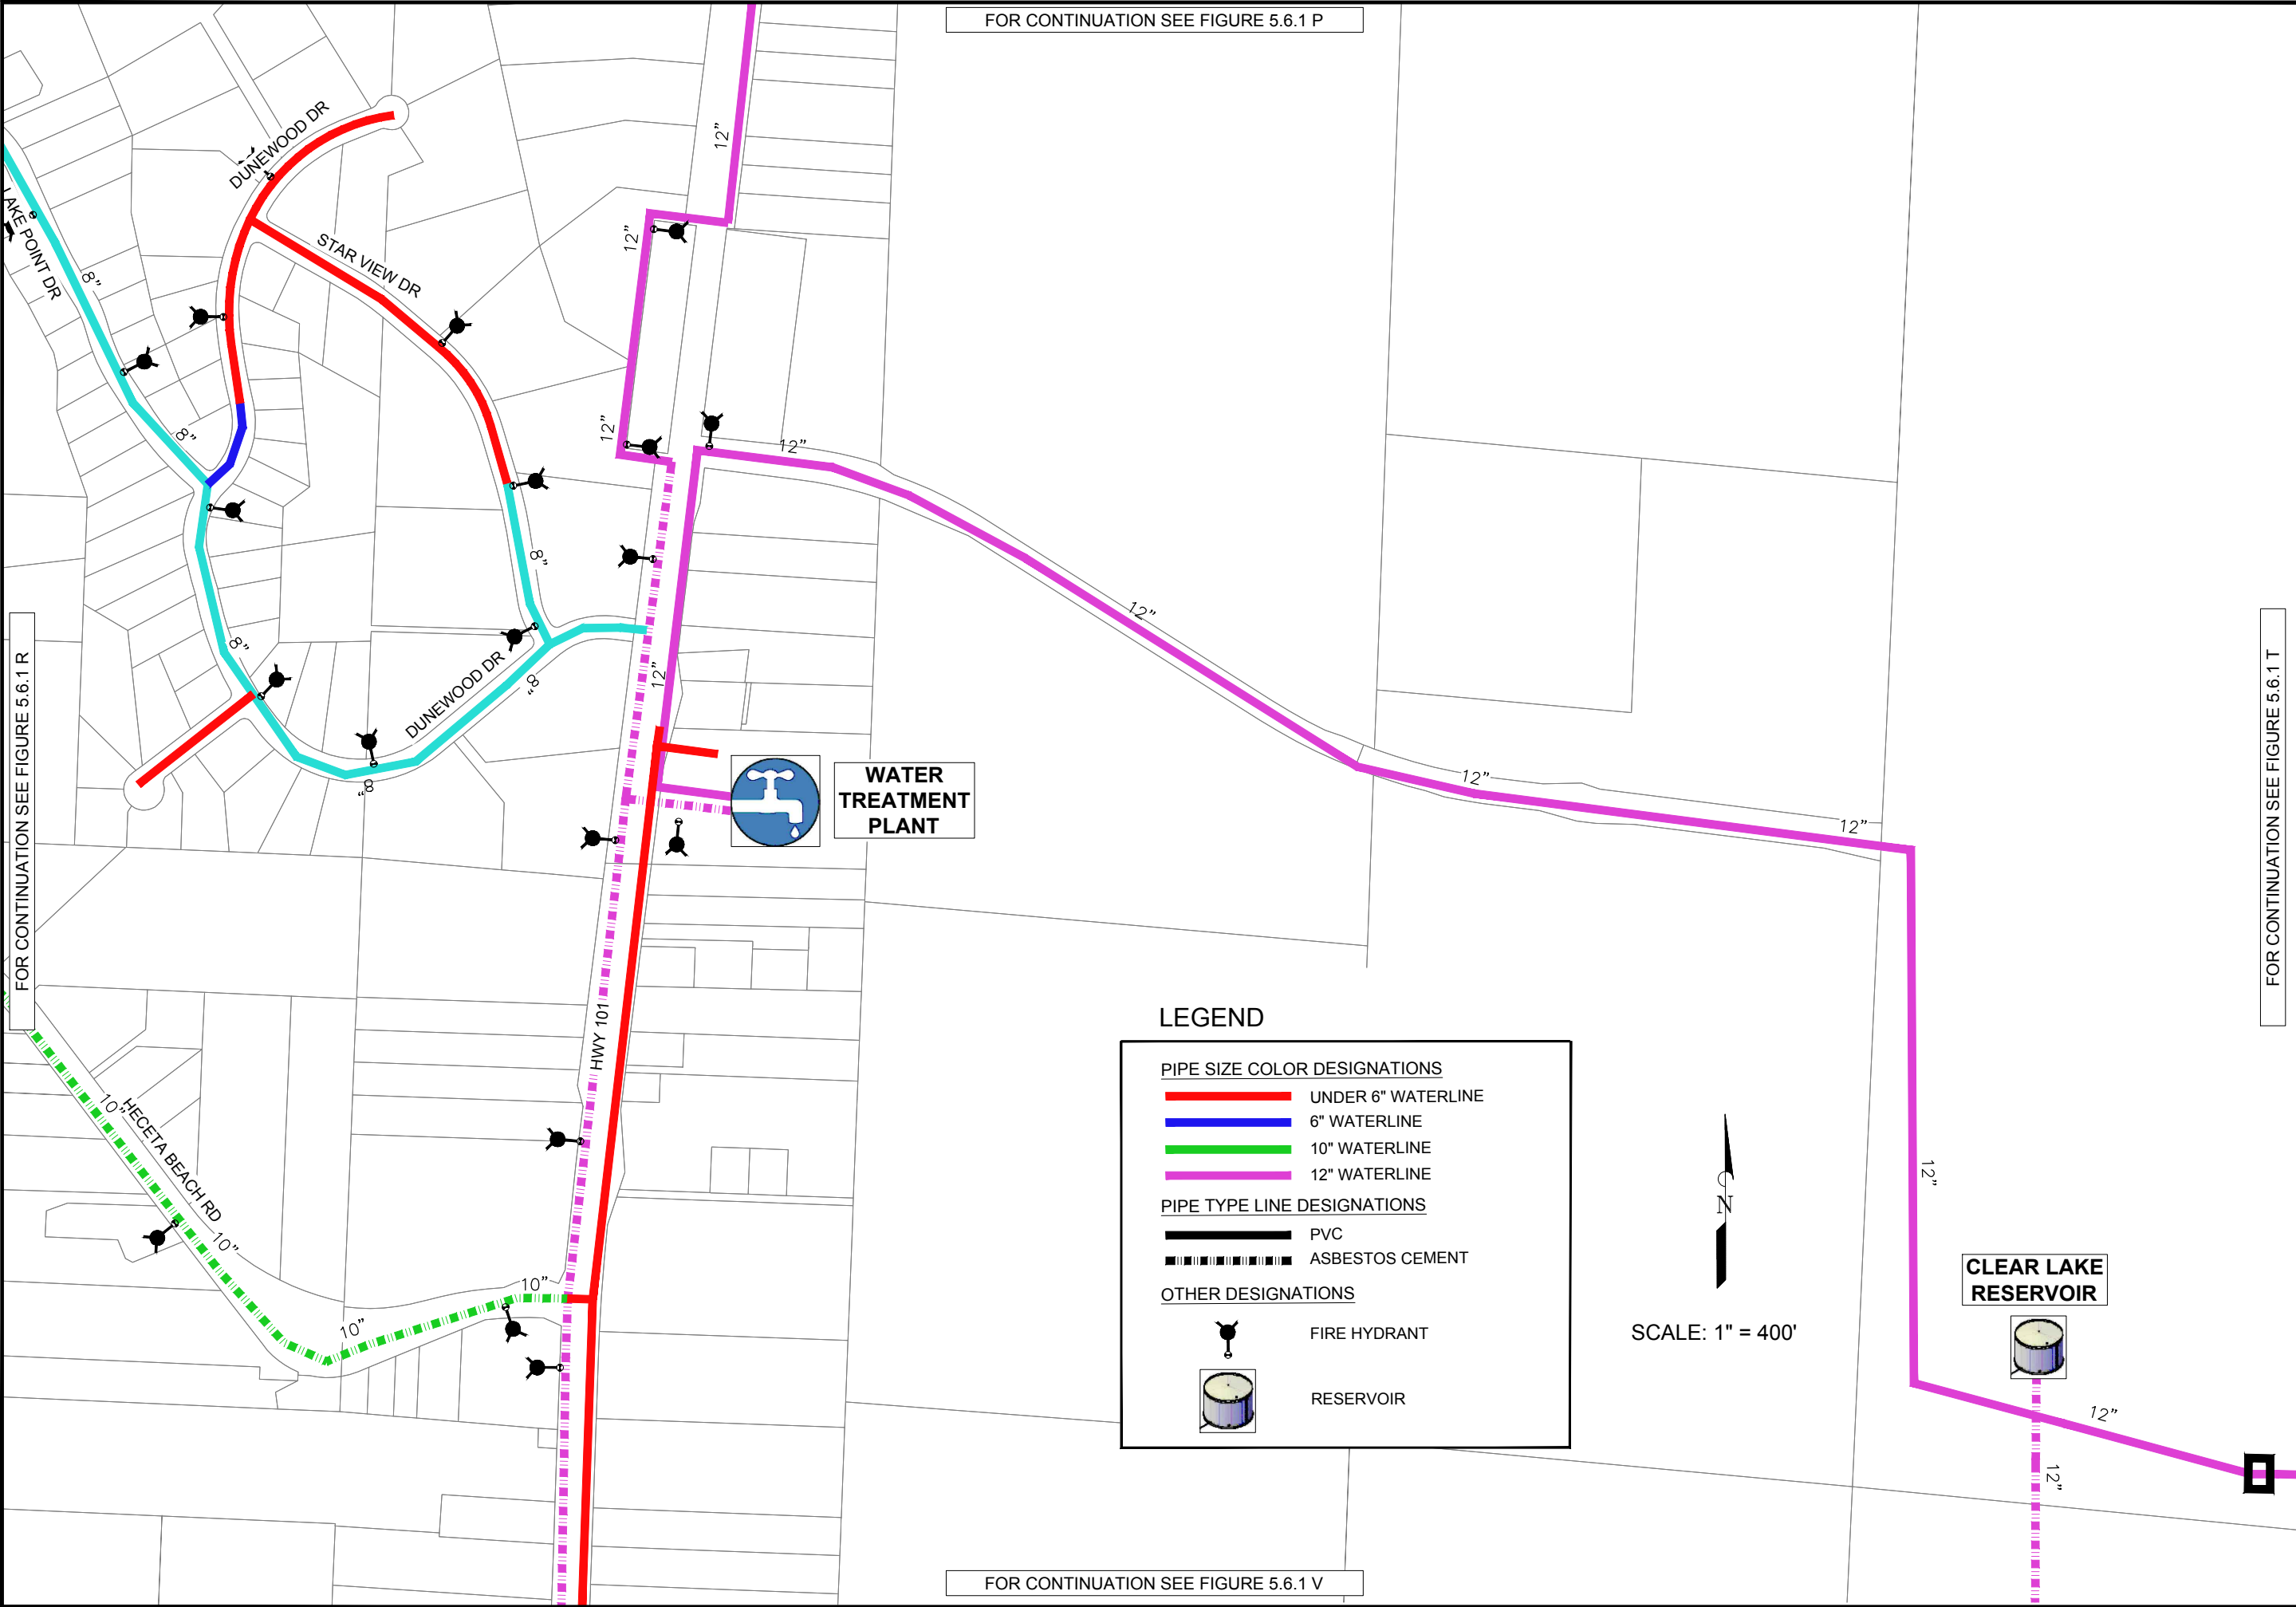 FOR CONTINUATION SEE FIGURE 5.6.1 P
DUNEWOOD DR
12"
LAKE POINT DR
8"
STAR VIEW DR
12"
12"
12"
8"
8"
12"
FOR CONTINUATION SEE FIGURE 5.6.1 R
FOR CONTINUATION SEE FIGURE 5.6.1 T
8"
DUNEWOOD DR
8"
12"
8"
12"
12"
WATER
TREATMENT
PLANT
HWY 101
HECETA BEACH RD
10"
10"
10"
10"
12"
LEGEND
PIPE SIZE COLOR DESIGNATIONS
UNDER 6" WATERLINE
6" WATERLINE
10" WATERLINE
12" WATERLINE
PIPE TYPE LINE DESIGNATIONS
PVC
ASBESTOS CEMENT
OTHER DESIGNATIONS
FIRE HYDRANT
RESERVOIR
N
SCALE: 1" = 400'
CLEAR LAKE
RESERVOIR
12"
12"
FOR CONTINUATION SEE FIGURE 5.6.1 V